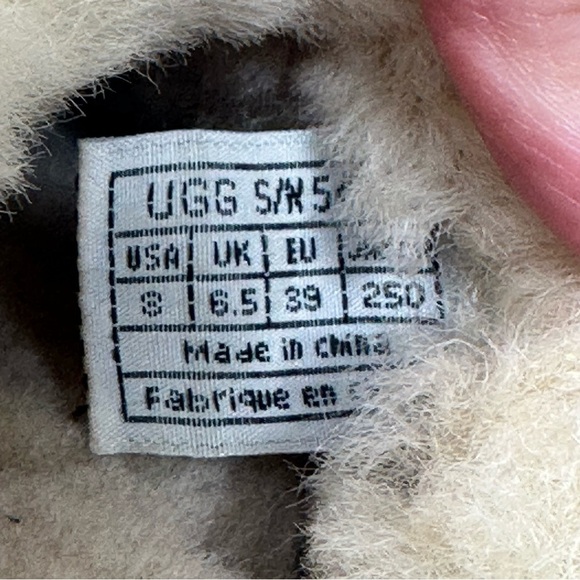 UGG S/N 5
USA UK EU
8 6.5 39 250
Made in China
Fabrique en